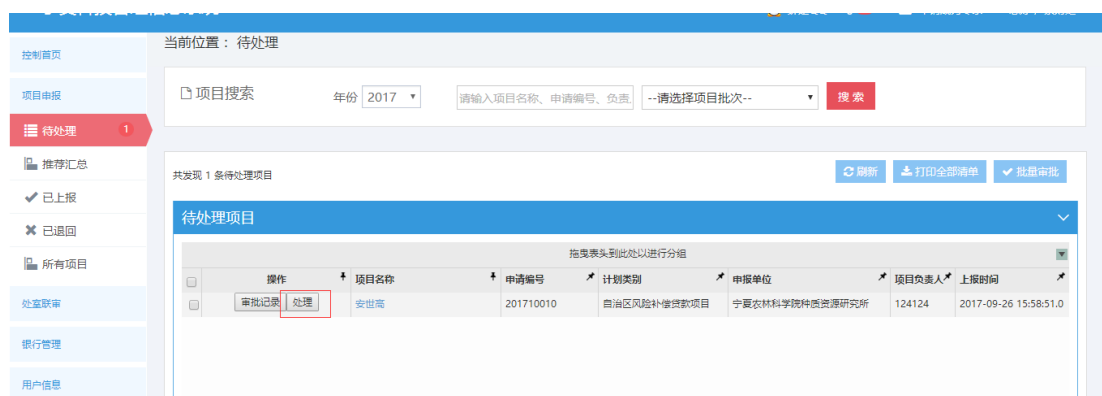 当前位置： 待处理
控制首页
项目申报
待处理 1
推荐汇总
已上报
已退回
所有项目
处室联审
银行管理
用户信息
项目搜索 年份 2017 请输入项目名称、申请编号、负责 --请选择项目批次-- 搜索
共发现 1 条待处理项目 刷新 打印全部清单 批量审批
待处理项目
拖曳表头到此处以进行分组
操作 项目名称 申请编号 计划类别 申报单位 项目负责人 上报时间
审批记录 处理 安世亮 201710010 自治区风险补偿贷款项目 宁夏农林科学院种质资源研究所 124124 2017-09-26 15:58:51.0